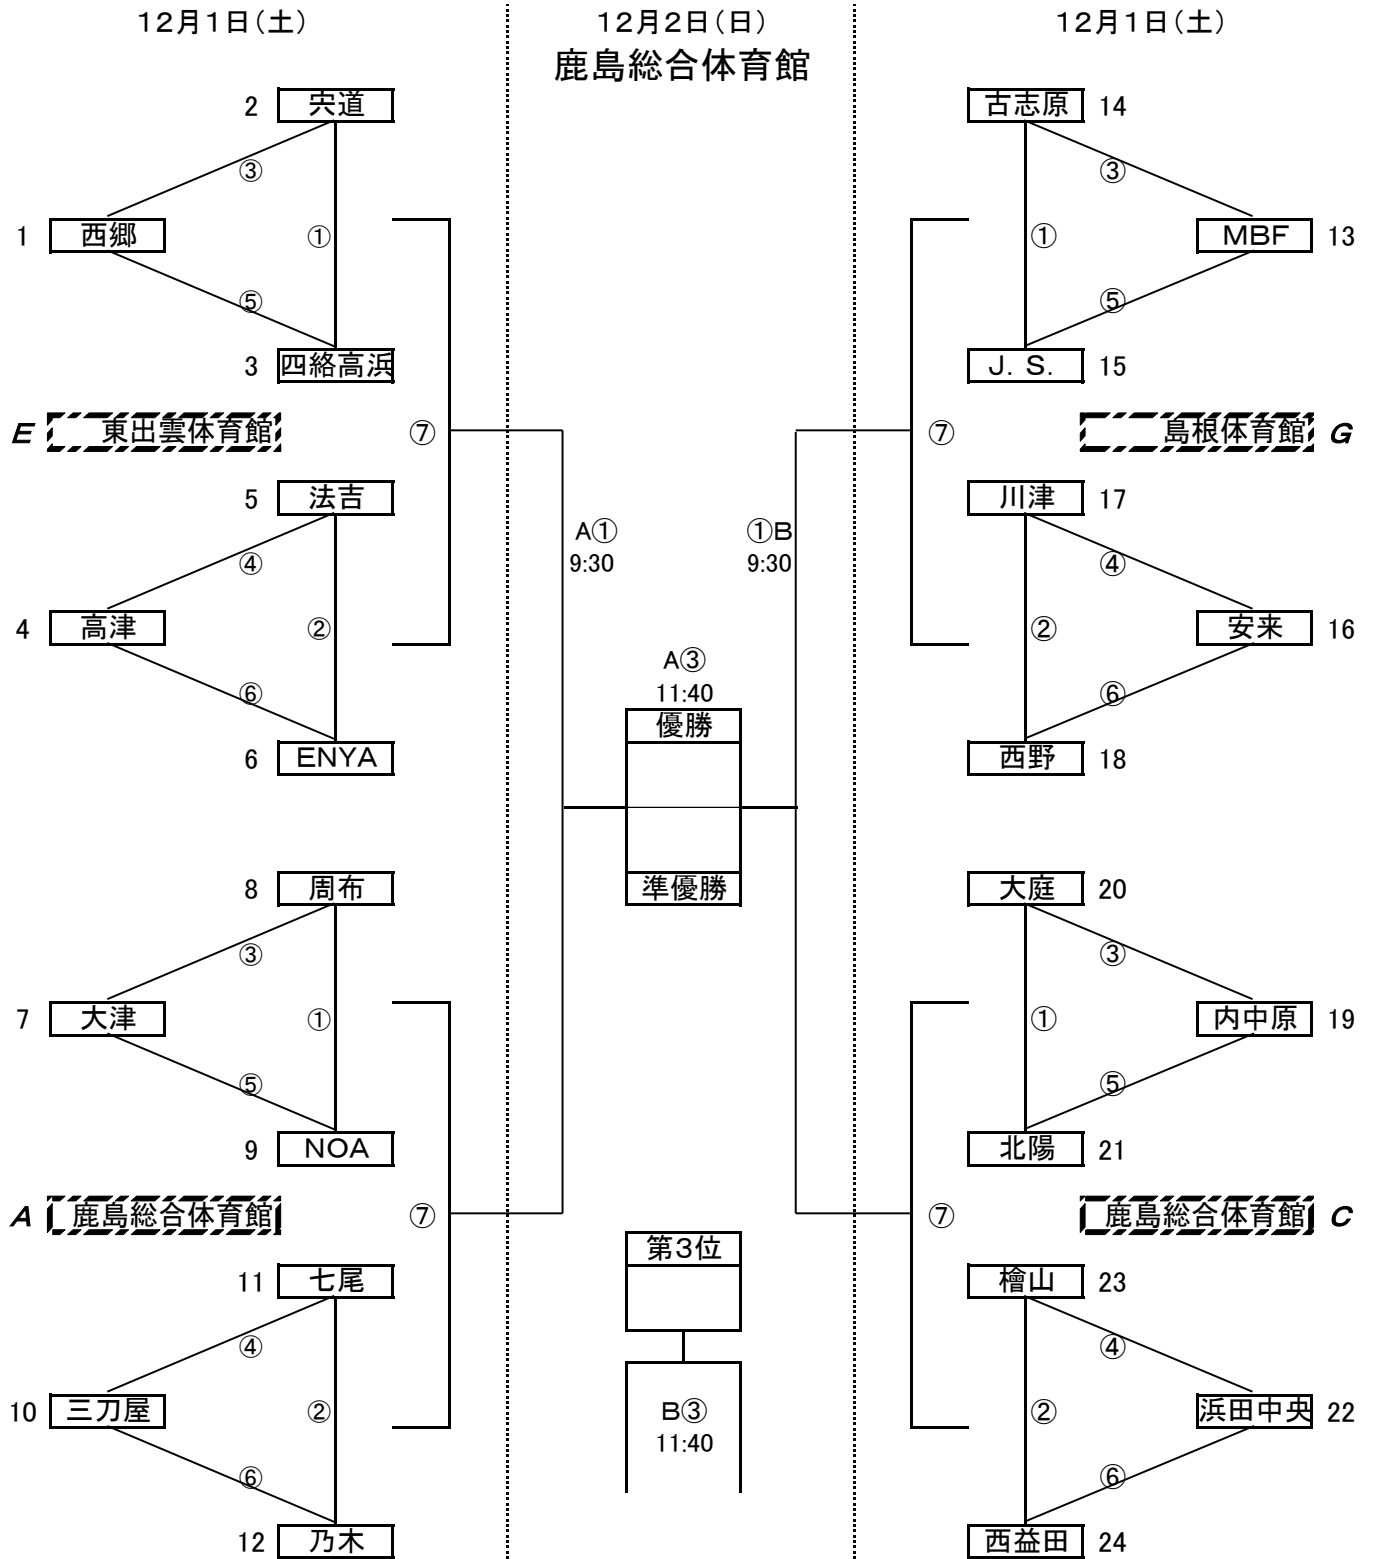 12月1日(土)
12月2日(日)
12月1日(土)
鹿島総合体育館
2 宍道
③
1 西郷
①
⑤
3 四絡高浜
E 東出雲体育館
⑦
5 法吉
④
4 高津
②
⑥
6 ENYA
8 周布
③
7 大津
①
⑤
9 NOA
A 鹿島総合体育館
⑦
11 七尾
④
10 三刀屋
②
⑥
12 乃木
A①
9:30
①B
9:30
A③
11:40
優勝
準優勝
第3位
B③
11:40
古志原 14
③
①
MBF 13
⑤
J. S. 15
⑦
島根体育館 G
川津 17
④
②
安来 16
⑥
西野 18
大庭 20
③
①
内中原 19
⑤
北陽 21
⑦
鹿島総合体育館 C
檜山 23
④
②
浜田中央 22
⑥
西益田 24